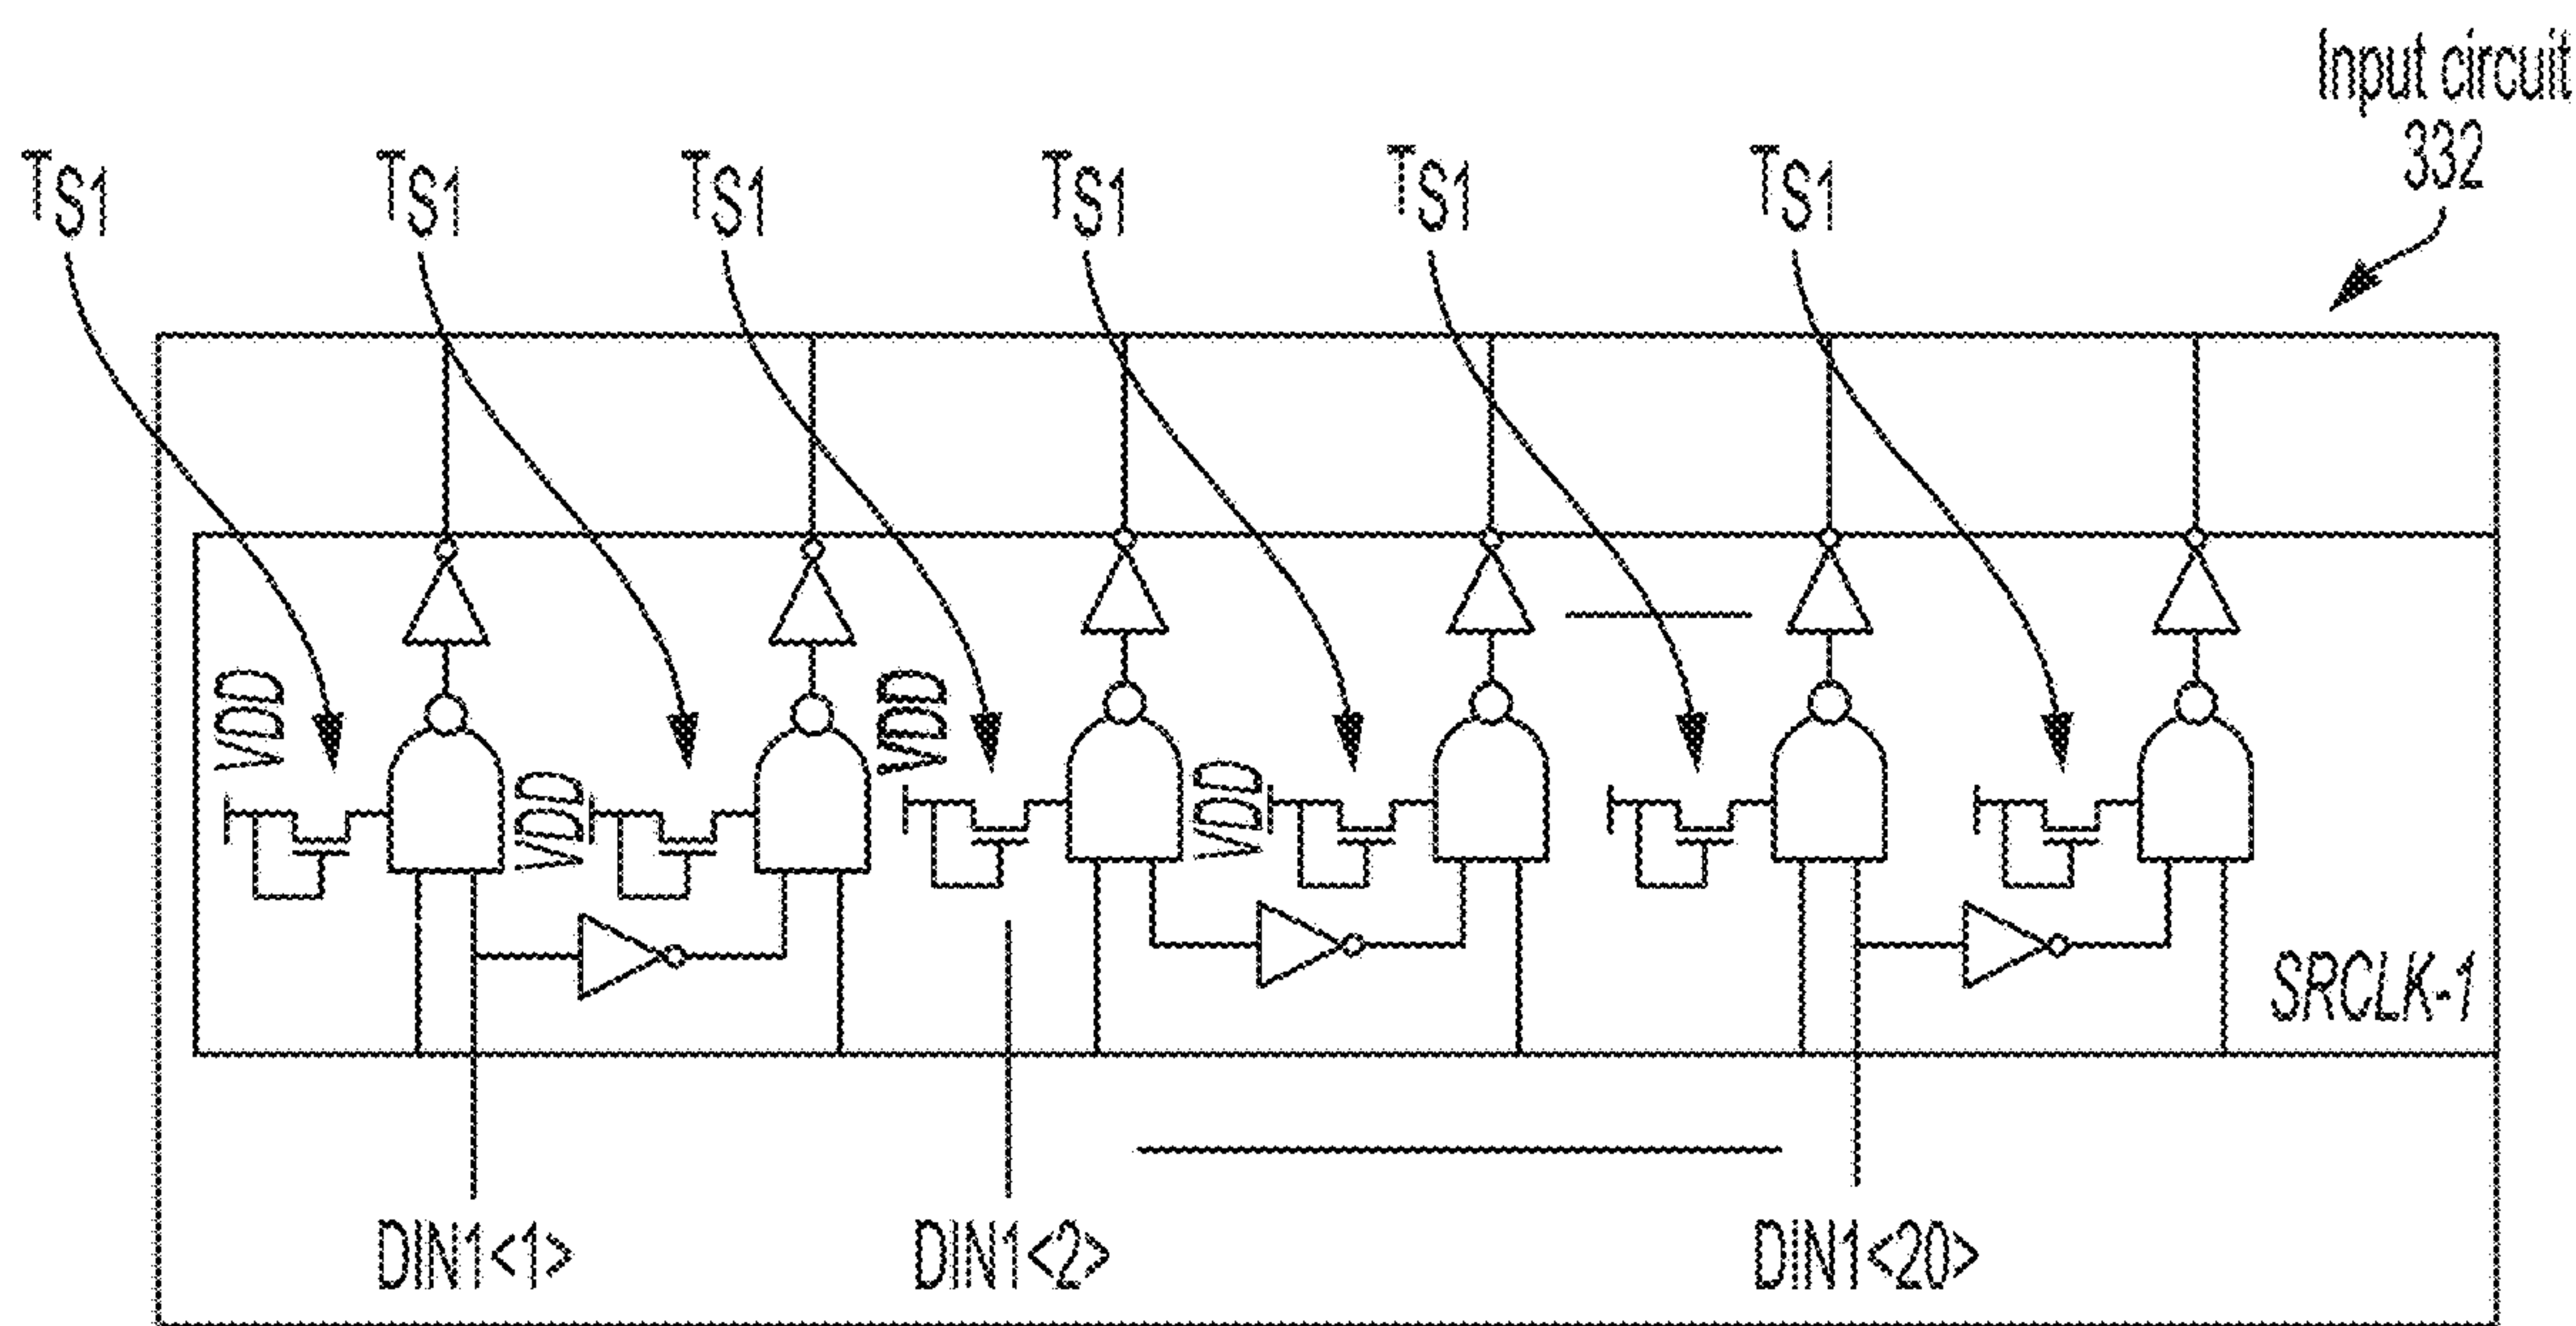 Input circuit
332
TS1 TS1 TS1 TS1 TS1 TS1
VDD VDD VDD VDD
SRCLK-1
DIN1<1> DIN1<2> DIN1<20>